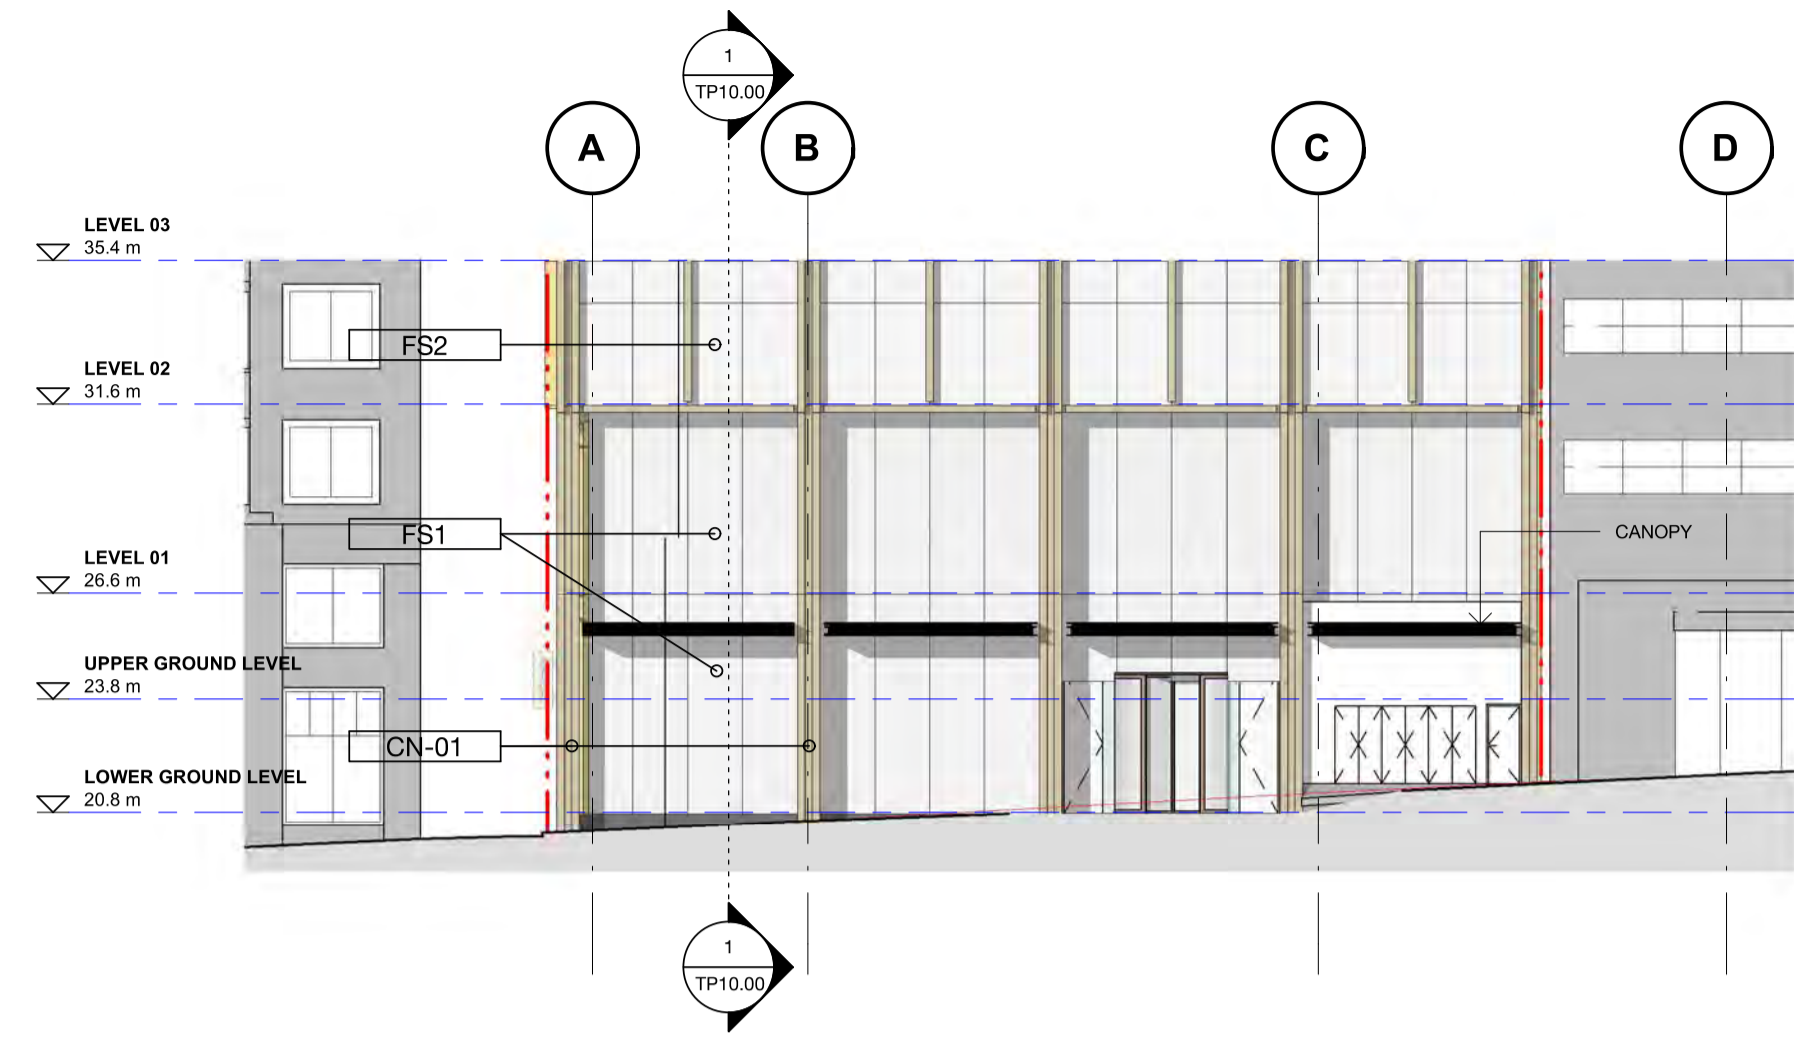 1
TP10.00
A
B
C
D
LEVEL 03
35.4 m
FS2
LEVEL 02
31.6 m
FS1
CANOPY
LEVEL 01
26.6 m
UPPER GROUND LEVEL
23.8 m
CN-01
LOWER GROUND LEVEL
20.8 m
1
TP10.00